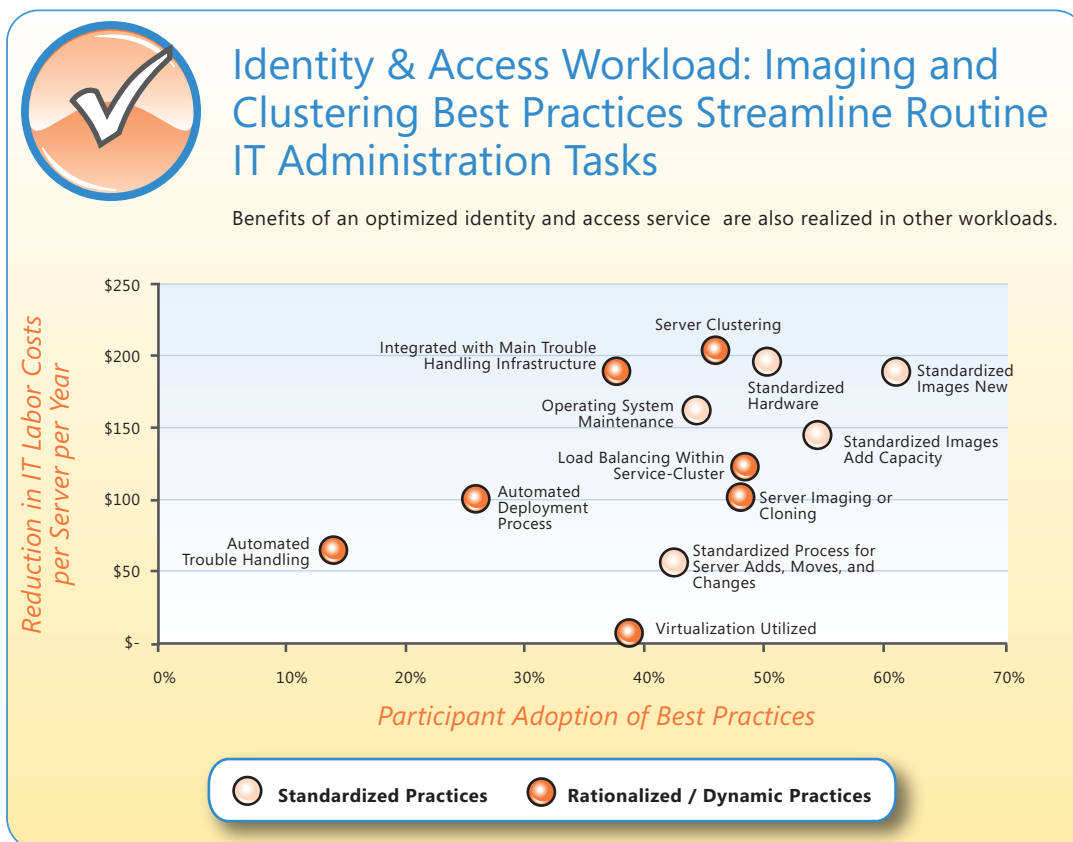 Identity & Access Workload: Imaging and
Clustering Best Practices Streamline Routine
IT Administration Tasks
Benefits of an optimized identity and access service are also realized in other workloads.
Reduction in IT Labor Costs
per Server per Year
$250
$200
$150
$100
$50
$-
Server Clustering
Integrated with Main Trouble
Handling Infrastructure
Standardized
Images New
Standardized
Hardware
Operating System
Maintenance
Standardized Images
Add Capacity
Load Balancing Within
Service-Cluster
Automated
Deployment
Process
Server Imaging or
Cloning
Automated
Trouble Handling
Standardized Process for
Server Adds, Moves, and
Changes
Virtualization Utilized
0%
10%
20%
30%
40%
50%
60%
70%
Participant Adoption of Best Practices
Standardized Practices
Rationalized / Dynamic Practices